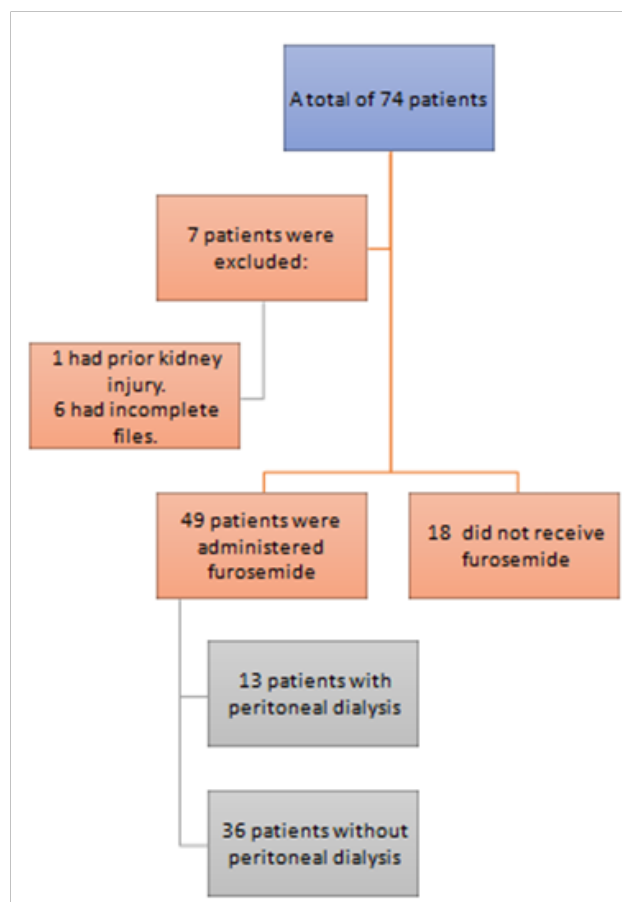 A total of 74 patients
7 patients were
excluded:
1 had prior kidney
injury.
6 had incomplete
files.
49 patients were
administered
furosemide
18 did not receive
furosemide
13 patients with
peritoneal dialysis
36 patients without
peritoneal dialysis